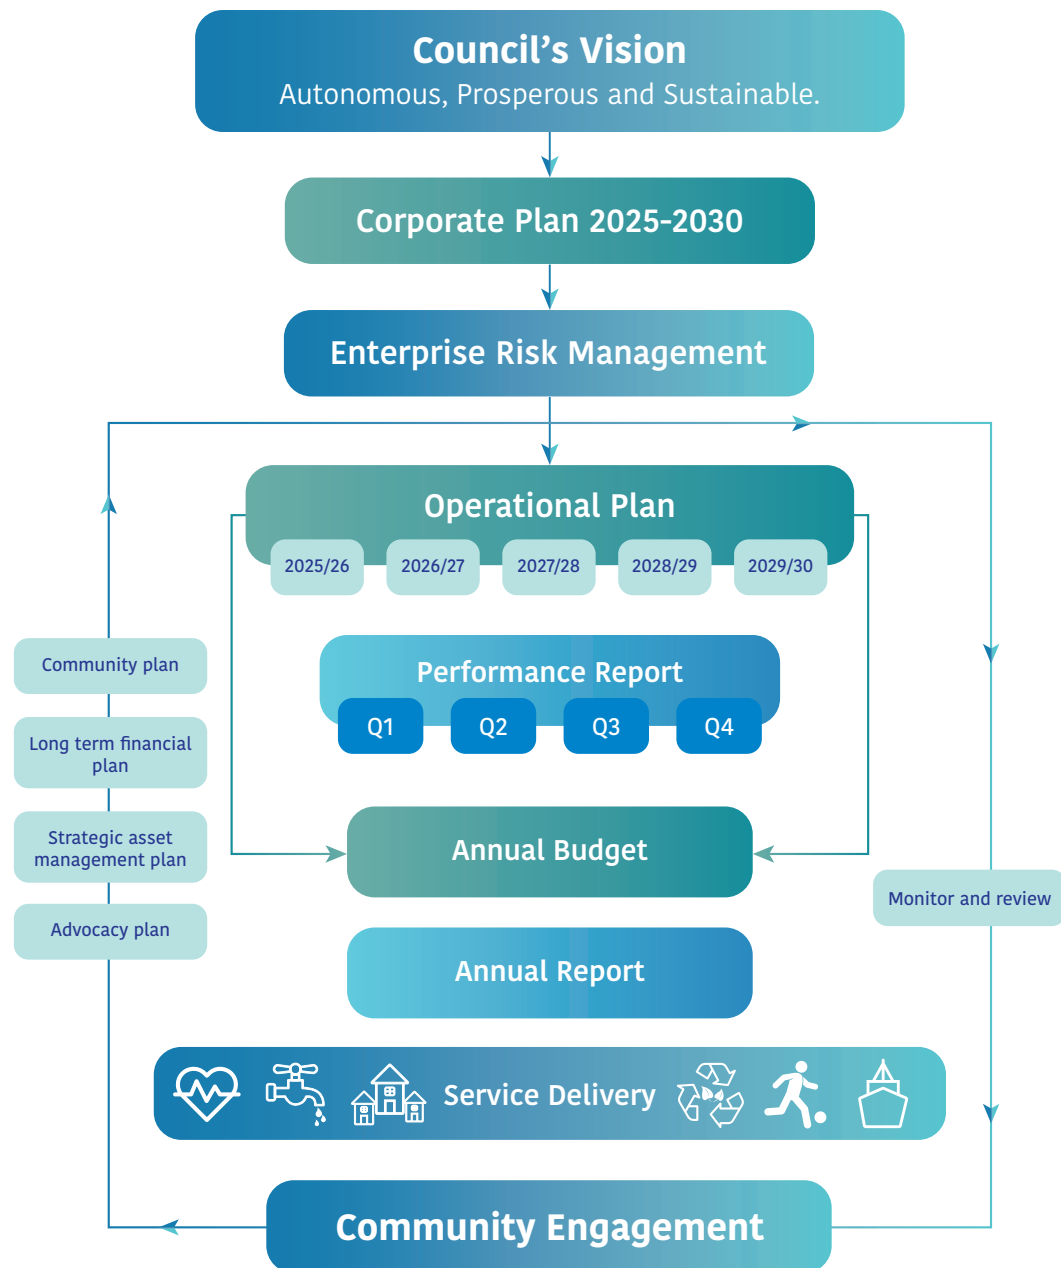 Council’s Vision
Autonomous, Prosperous and Sustainable.
Corporate Plan 2025-2030
Enterprise Risk Management
Operational Plan
2025/26
2026/27
2027/28
2028/29
2029/30
Performance Report
Q1
Q2
Q3
Q4
Community plan
Long term financial
plan
Strategic asset
management plan
Advocacy plan
Annual Budget
Monitor and review
Annual Report
Service Delivery
Community Engagement